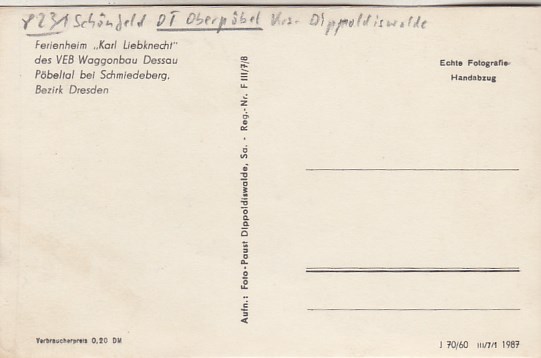 8231 Schönfeld OT Oberpöbel Krs. Dippoldiswalde
Ferienheim „Karl Liebknecht"
des VEB Waggonbau Dessau
Pöbeltal bei Schmiedeberg,
Bezirk Dresden
Echte Fotografie
Handabzug
Aufn.: Foto-Paust Dippoldiswalde, Sa. - Reg.-Nr. F III/7/8
Verbraucherpreis 0,20 DM
J 70/60 III/7/1 1987